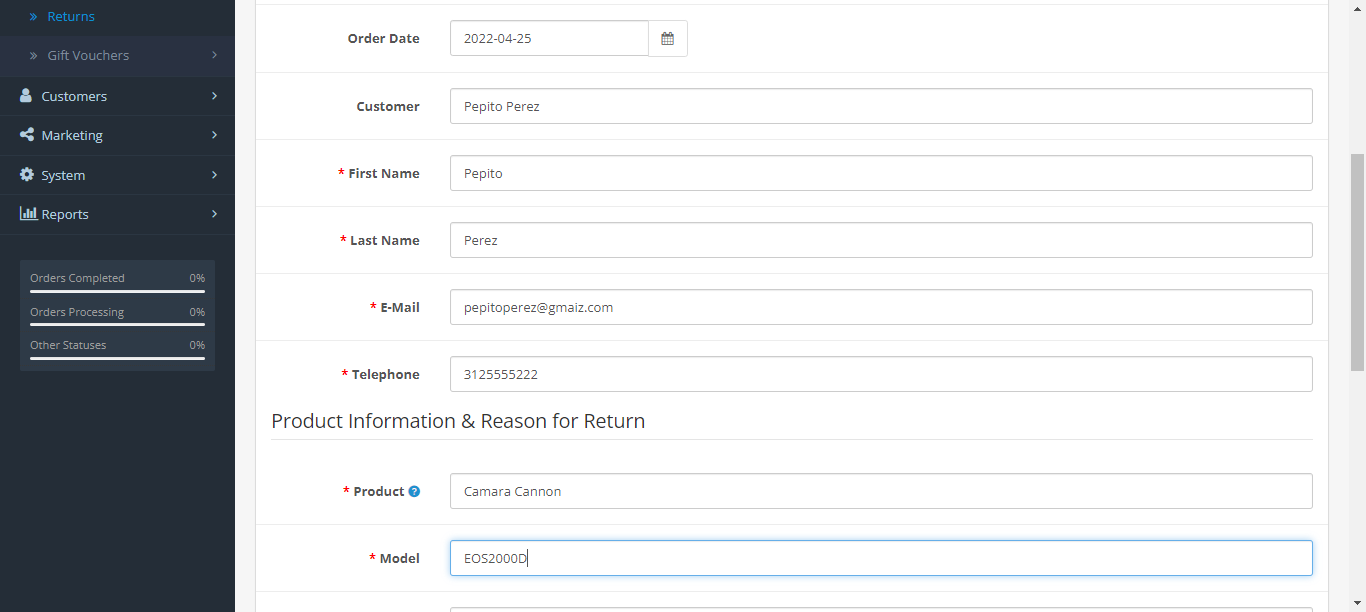 » Returns
» Gift Vouchers
Customers
Marketing
System
Reports
Orders Completed 0%
Orders Processing 0%
Other Statuses 0%
Order Date 2022-04-25
Customer Pepito Perez
* First Name Pepito
* Last Name Perez
* E-Mail pepitoperez@gmaiz.com
* Telephone 3125555222
Product Information & Reason for Return
* Product ? Camara Cannon
* Model EOS2000D